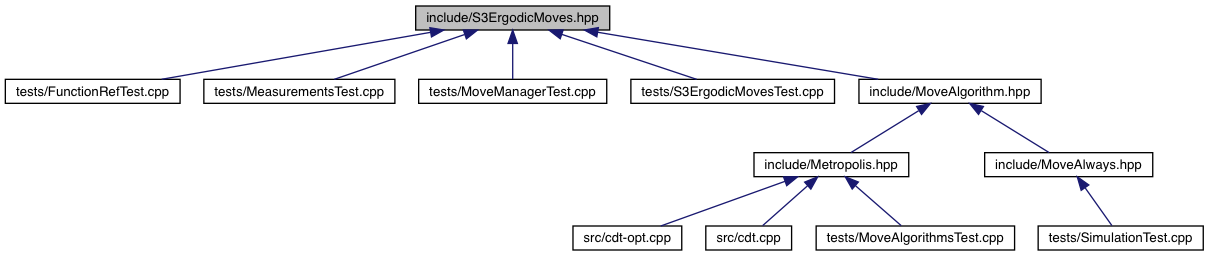 include/S3ErgodicMoves.hpp
tests/FunctionRefTest.cpp
tests/MeasurementsTest.cpp
tests/MoveManagerTest.cpp
tests/S3ErgodicMovesTest.cpp
include/MoveAlgorithm.hpp
include/Metropolis.hpp
include/MoveAlways.hpp
src/cdt-opt.cpp
src/cdt.cpp
tests/MoveAlgorithmsTest.cpp
tests/SimulationTest.cpp